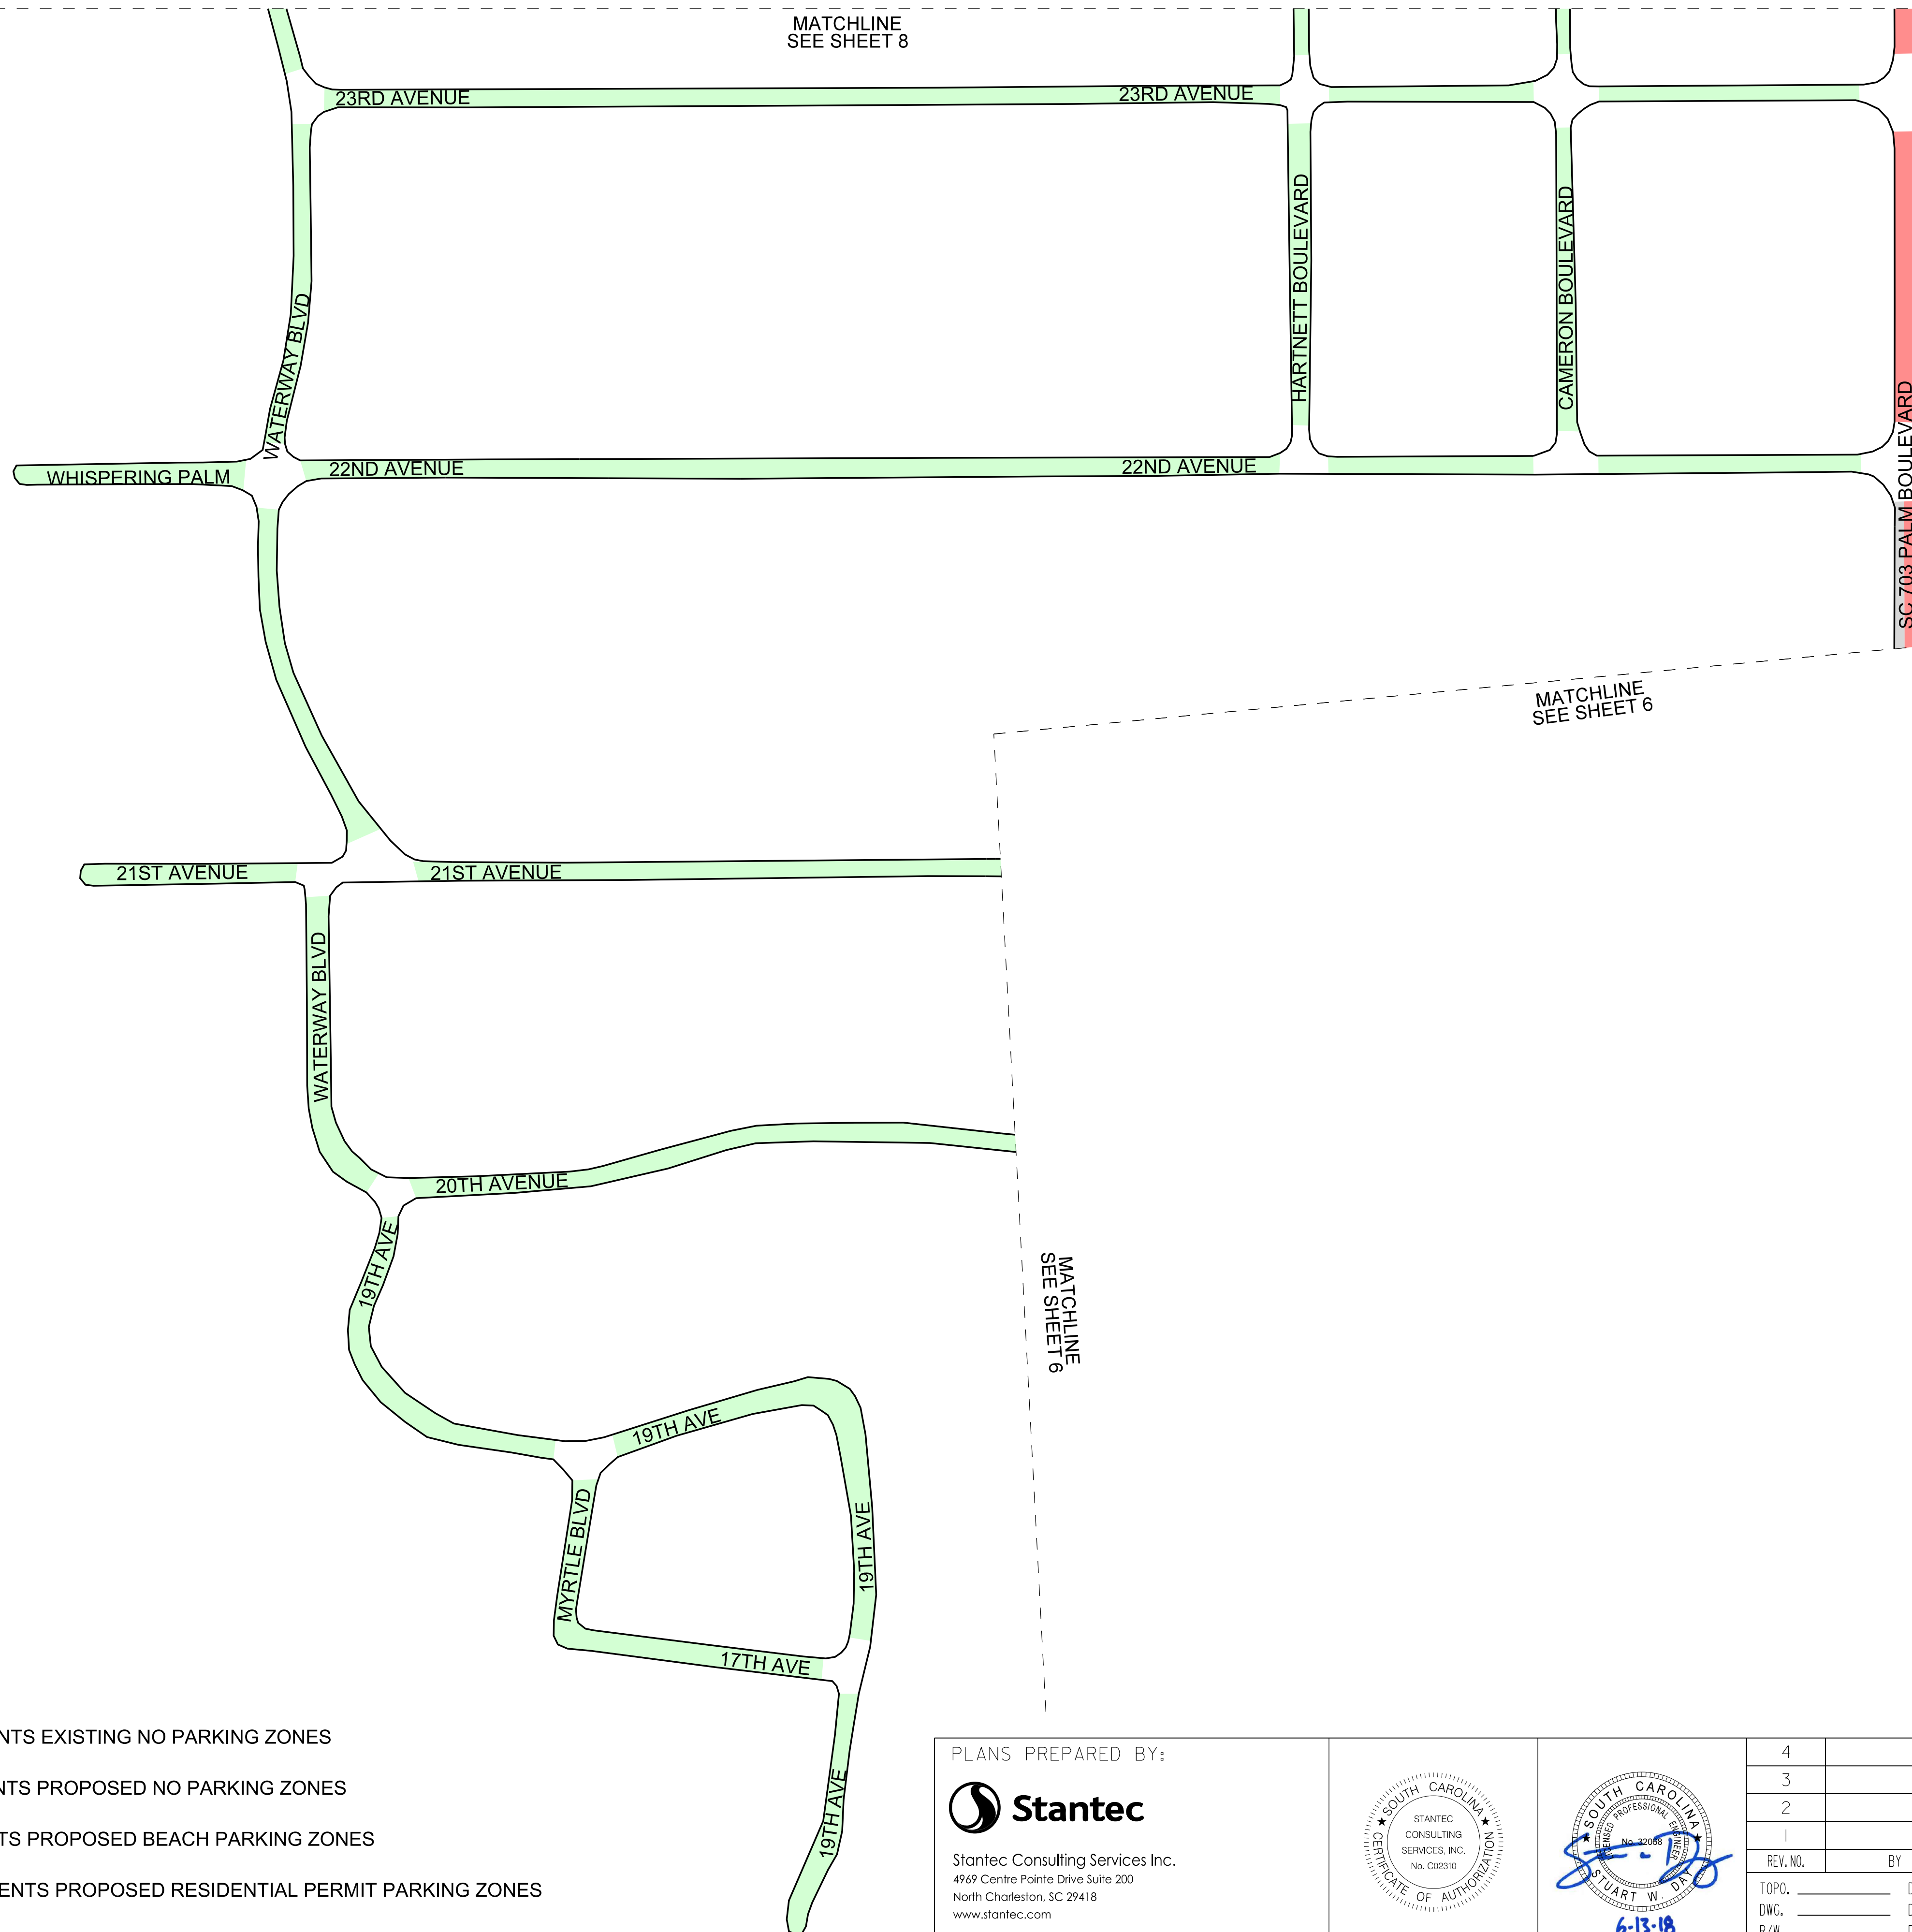 MATCHLINE
SEE SHEET 8
23RD AVENUE
23RD AVENUE
HARTNETT BOULEVARD
CAMERON BOULEVARD
WATERWAY BLVD
SC 703 PALM BOULEVARD
WHISPERING PALM
22ND AVENUE
22ND AVENUE
MATCHLINE
SEE SHEET 6
21ST AVENUE
21ST AVENUE
WATERWAY BLVD
20TH AVENUE
19TH AVE
MATCHLINE
SEE SHEET 6
19TH AVE
MYRTLE BLVD
19TH AVE
17TH AVE
19TH AVE
NTS EXISTING NO PARKING ZONES
NTS PROPOSED NO PARKING ZONES
TS PROPOSED BEACH PARKING ZONES
ENTS PROPOSED RESIDENTIAL PERMIT PARKING ZONES
PLANS PREPARED BY:
Stantec
Stantec Consulting Services Inc.
4969 Centre Pointe Drive Suite 200
North Charleston, SC 29418
www.stantec.com
SOUTH CAROLINA
STANTEC
CONSULTING
SERVICES, INC.
No. C02310
CERTIFICATE OF AUTHORIZATION
SOUTH CAROLINA
PROFESSIONAL
ENGINEER
STUART W. DAY
6-13-18
4
3
2
1
REV. NO. BY
TOPO.
DWG.
R/W